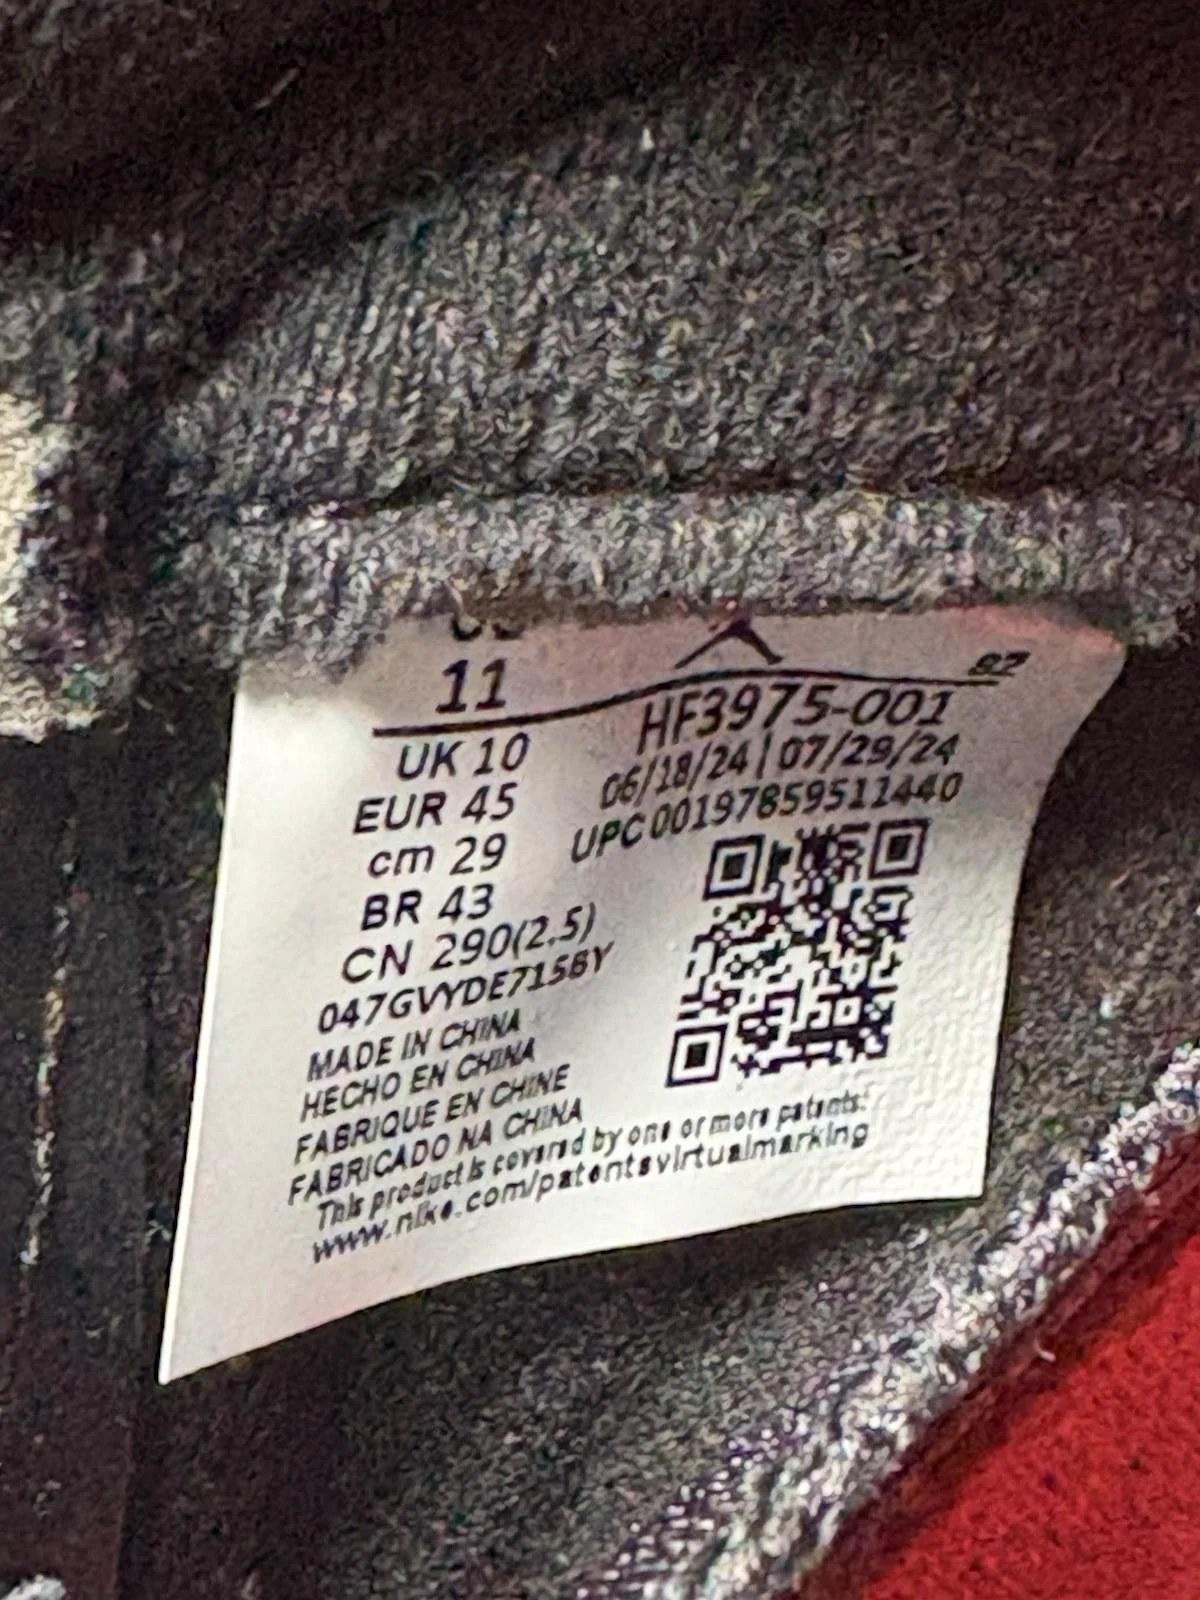 11
UK 10
EUR 45
cm 29
BR 43
CN 290(2.5)
047GVYDE715BY
MADE IN CHINA
HECHO EN CHINA
FABRIQUE EN CHINE
FABRICADO NA CHINA
This product is covered by one or more patents:
www.nike.com/patentsvirtualmarking
HF3975-001
06/18/24 | 07/29/24
UPC 00197859511440